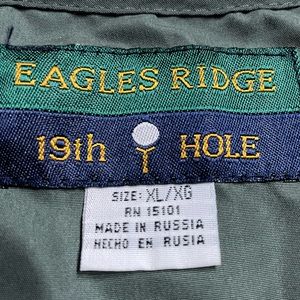 EAGLES RIDGE
19th HOLE
SIZE: XL/XG
RN 15101
MADE IN RUSSIA
HECHO EN RUSIA